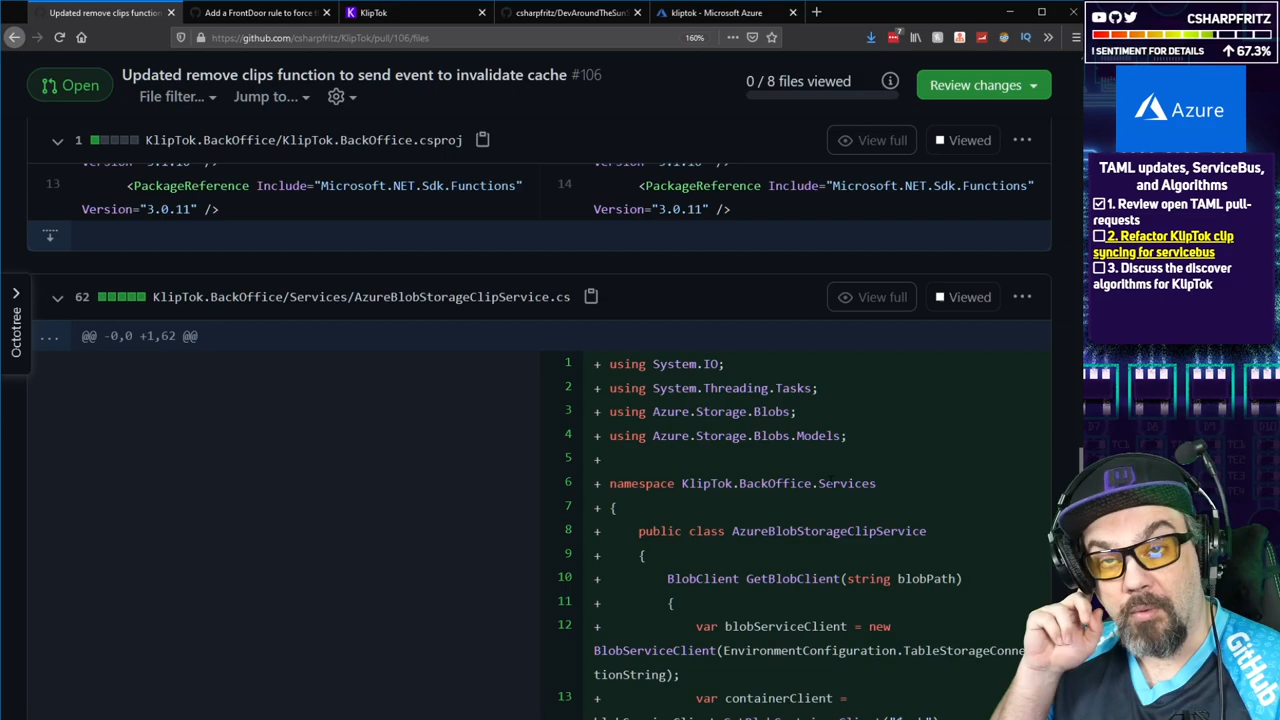 Updated remove clips function
Add a FrontDoor rule to force t
KlipTok
csharpfritz/DevAroundTheSun
kliptok - Microsoft Azure
https://github.com/csharpfritz/KlipTok/pull/106/files
160%
Open
Updated remove clips function to send event to invalidate cache #106
File filter...
Jump to...
0 / 8 files viewed
Review changes
1 KlipTok.BackOffice/KlipTok.BackOffice.csproj
View full
Viewed
13 <PackageReference Include="Microsoft.NET.Sdk.Functions"
Version="3.0.11" />
14 <PackageReference Include="Microsoft.NET.Sdk.Functions"
Version="3.0.11" />
62 KlipTok.BackOffice/Services/AzureBlobStorageClipService.cs
View full
Viewed
... @@ -0,0 +1,62 @@
1 + using System.IO;
2 + using System.Threading.Tasks;
3 + using Azure.Storage.Blobs;
4 + using Azure.Storage.Blobs.Models;
5 +
6 + namespace KlipTok.BackOffice.Services
7 + {
8 + public class AzureBlobStorageClipService
9 + {
10 + BlobClient GetBlobClient(string blobPath)
11 + {
12 + var blobServiceClient = new
BlobServiceClient(EnvironmentConfiguration.TableStorageConne
tionString);
13 + var containerClient =
Octotree
CSHARPFRITZ
! SENTIMENT FOR DETAILS
↑ 67.3%
Azure
TAML updates, ServiceBus,
and Algorithms
1. Review open TAML pull-
requests
2. Refactor KlipTok clip
syncing for servicebus
3. Discuss the discover
algorithms for KlipTok
GitHub